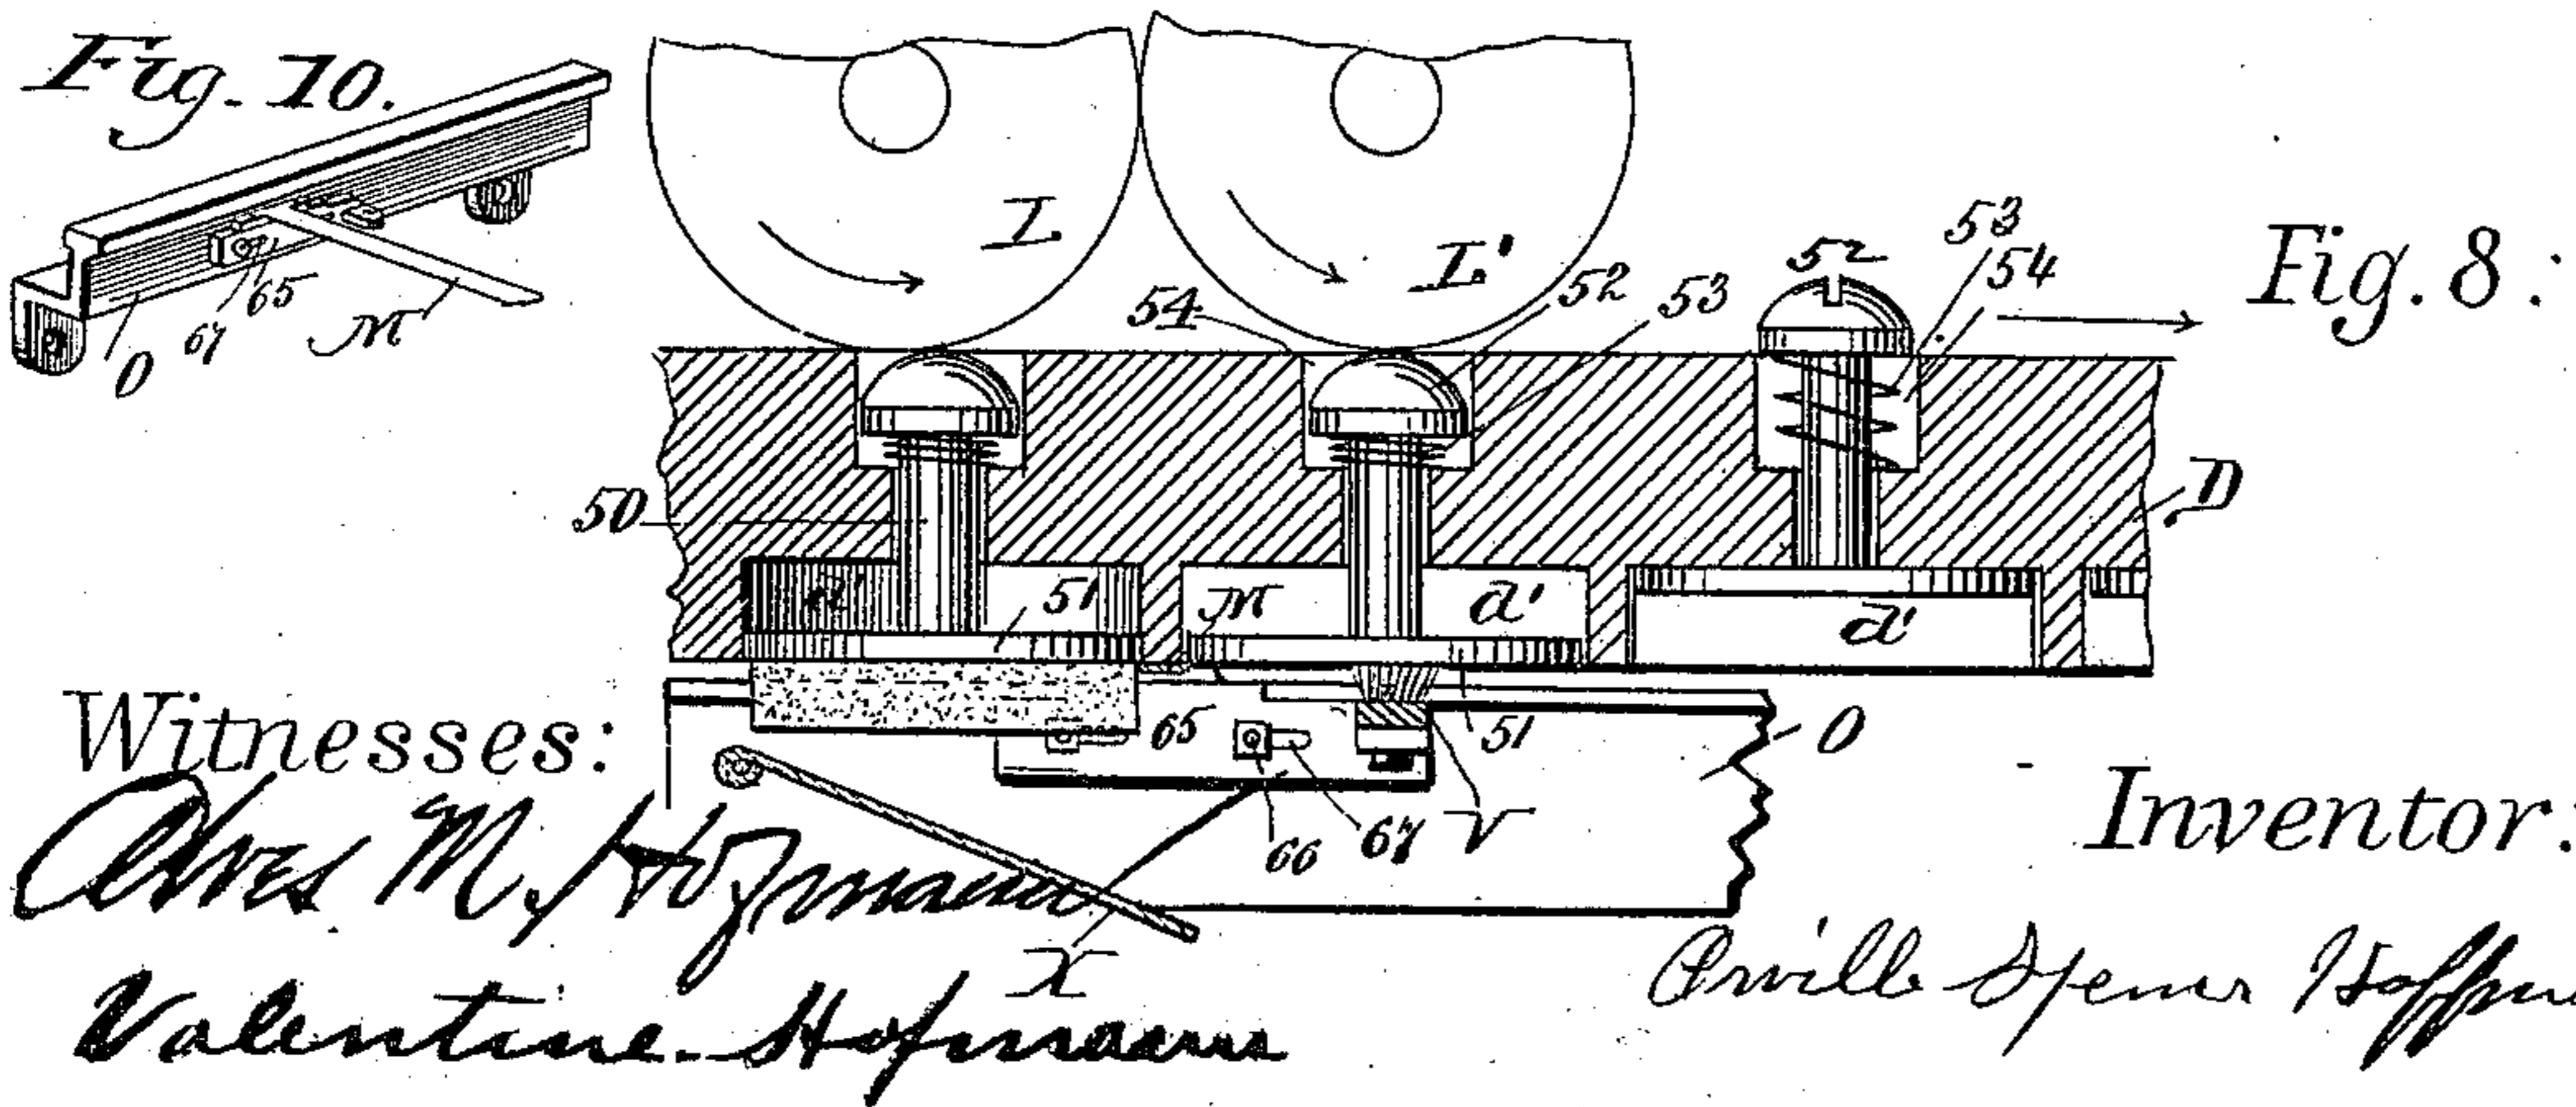 Fig. 10.
Fig. 8.
L
L'
52
53
54
54
52
53
D
50
51
M
a'
a'
O
67
65
M
65
51
O
66
67
V
X
Witnesses:
Valentine Hofmann
Inventor:
Orville